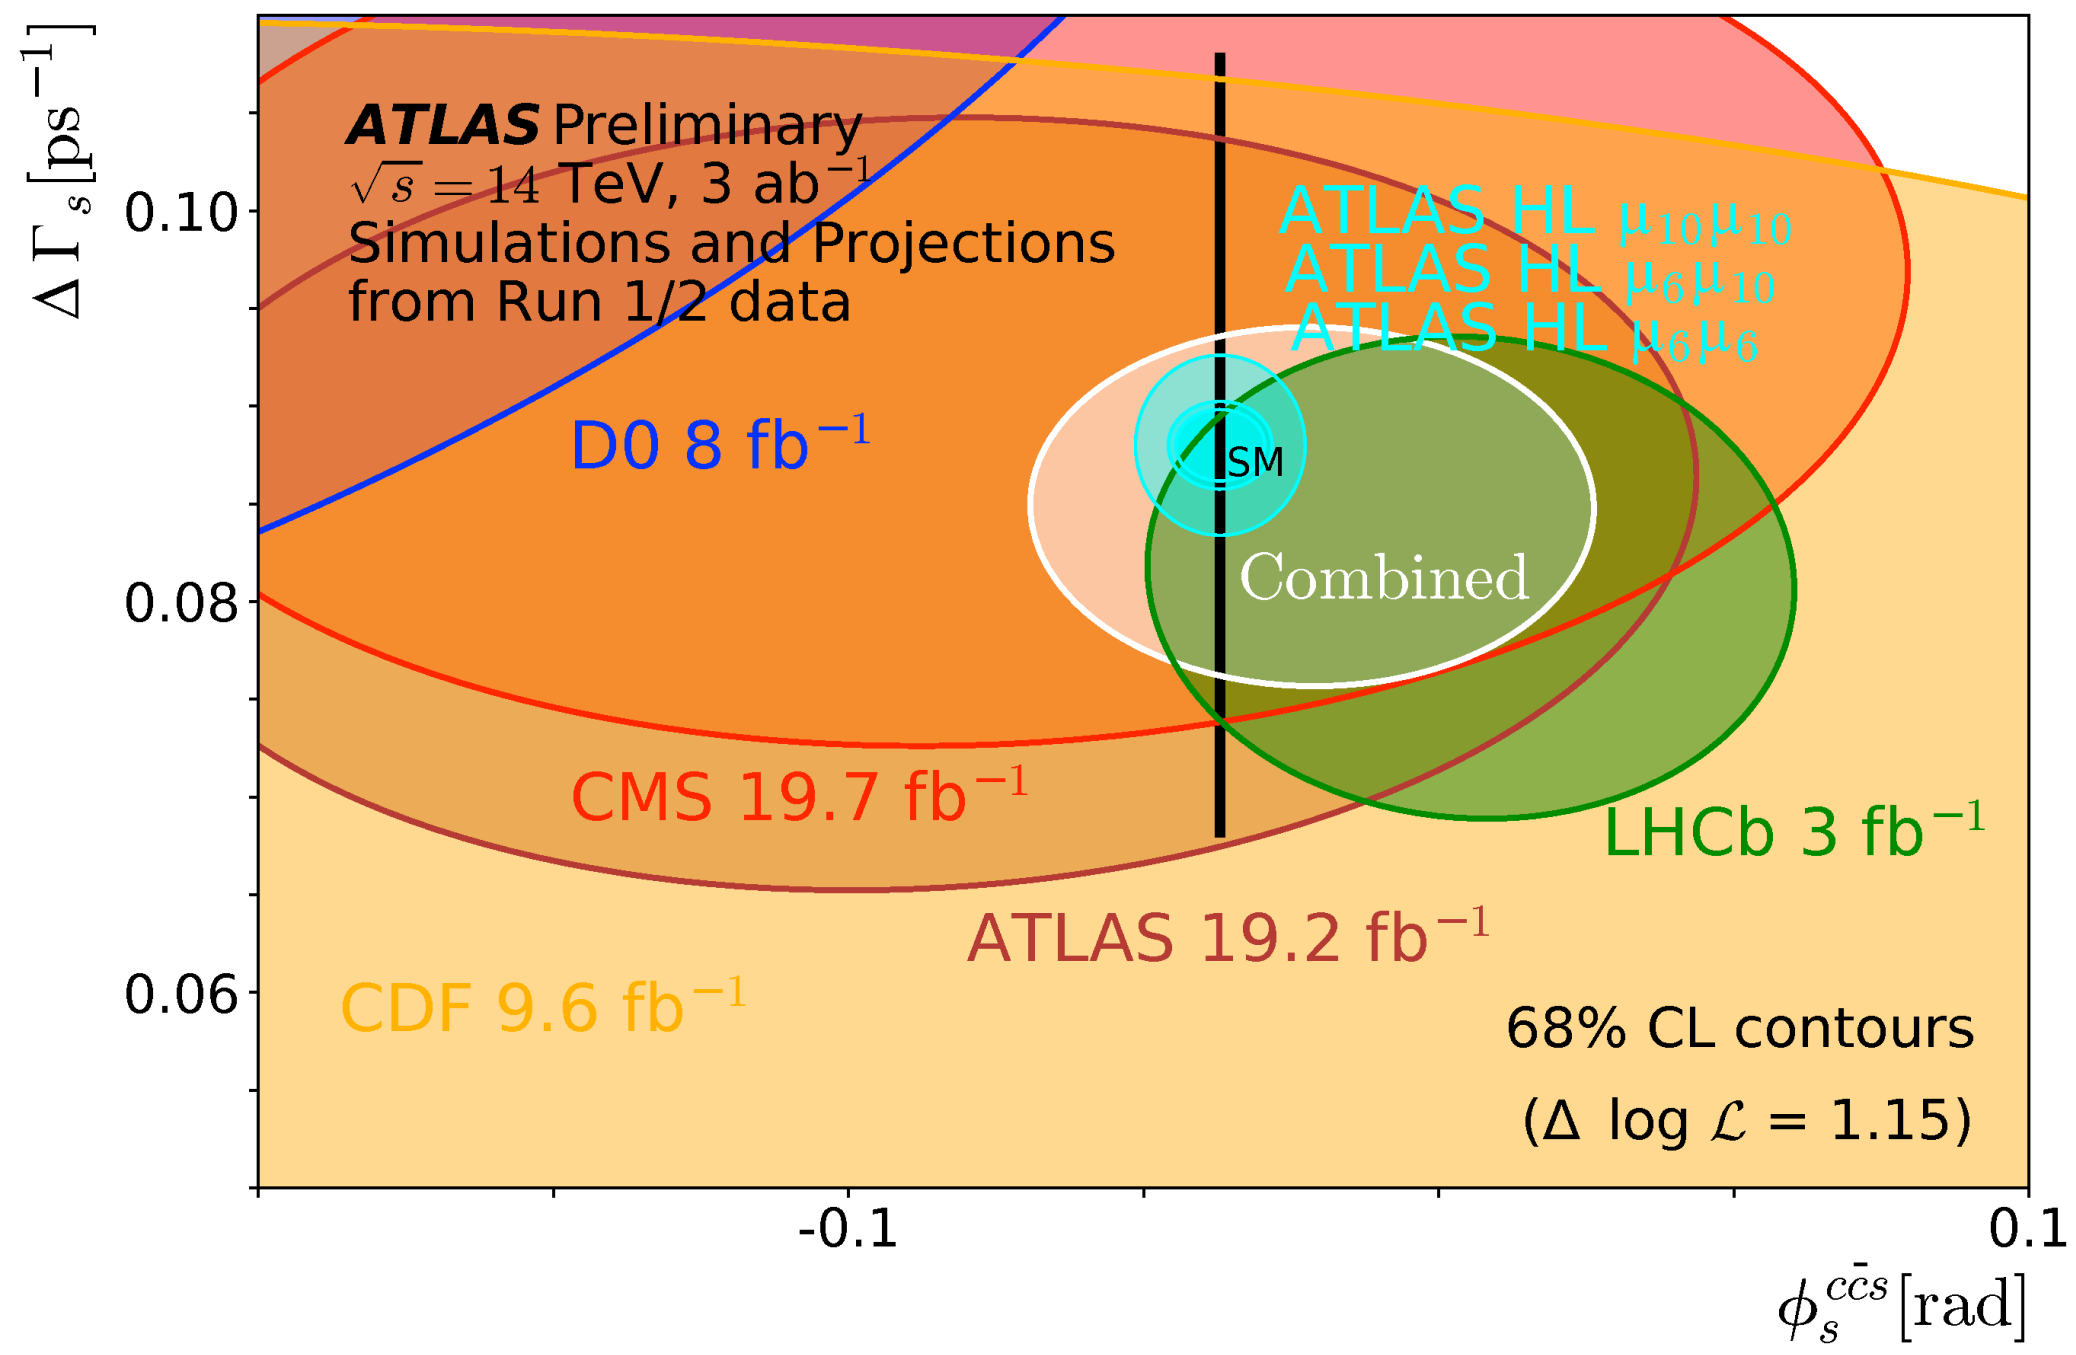 Δ Γ_s [ps⁻¹]
ATLAS Preliminary
√s = 14 TeV, 3 ab⁻¹
Simulations and Projections
from Run 1/2 data
ATLAS HL μ₁₀μ₁₀
ATLAS HL μ₆μ₁₀
ATLAS HL μ₆μ₆
0.10
D0 8 fb⁻¹
SM
Combined
0.08
CMS 19.7 fb⁻¹
LHCb 3 fb⁻¹
ATLAS 19.2 fb⁻¹
0.06
CDF 9.6 fb⁻¹
68% CL contours
(Δ log ℒ = 1.15)
-0.1
0.1
ϕ_s^{cc̄s} [rad]